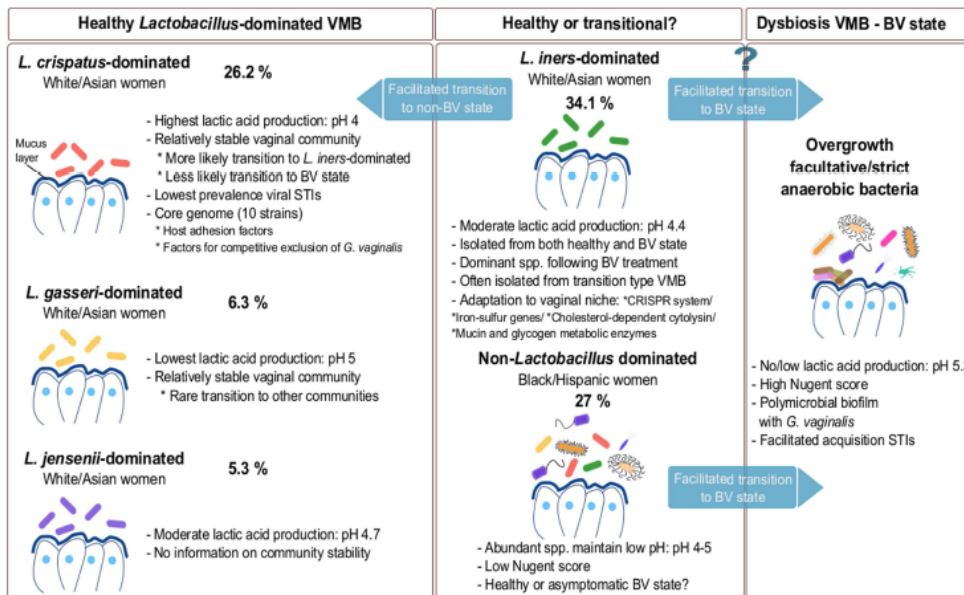 Healthy Lactobacillus-dominated VMB
L. crispatus-dominated
White/Asian women
26.2 %
Mucus
layer
- Highest lactic acid production: pH 4
- Relatively stable vaginal community
* More likely transition to L. iners-dominated
* Less likely transition to BV state
- Lowest prevalence viral STIs
- Core genome (10 strains)
* Host adhesion factors
* Factors for competitive exclusion of G. vaginalis
L. gasseri-dominated
White/Asian women
6.3 %
- Lowest lactic acid production: pH 5
- Relatively stable vaginal community
* Rare transition to other communities
L. jensenii-dominated
White/Asian women
5.3 %
- Moderate lactic acid production: pH 4.7
- No information on community stability
Healthy or transitional?
L. iners-dominated
White/Asian women
34.1 %
Facilitated transition
to non-BV state
?
Facilitated transition
to BV state
- Moderate lactic acid production: pH 4.4
- Isolated from both healthy and BV state
- Dominant spp. following BV treatment
- Often isolated from transition type VMB
- Adaptation to vaginal niche: *CRISPR system/
*Iron-sulfur genes/ *Cholesterol-dependent cytolysin/
*Mucin and glycogen metabolic enzymes
Non-Lactobacillus dominated
Black/Hispanic women
27 %
Facilitated transition
to BV state
- Abundant spp. maintain low pH: pH 4-5
- Low Nugent score
- Healthy or asymptomatic BV state?
Dysbiosis VMB - BV state
Overgrowth
facultative/strict
anaerobic bacteria
- No/low lactic acid production: pH 5.
- High Nugent score
- Polymicrobial biofilm
with G. vaginalis
- Facilitated acquisition STIs